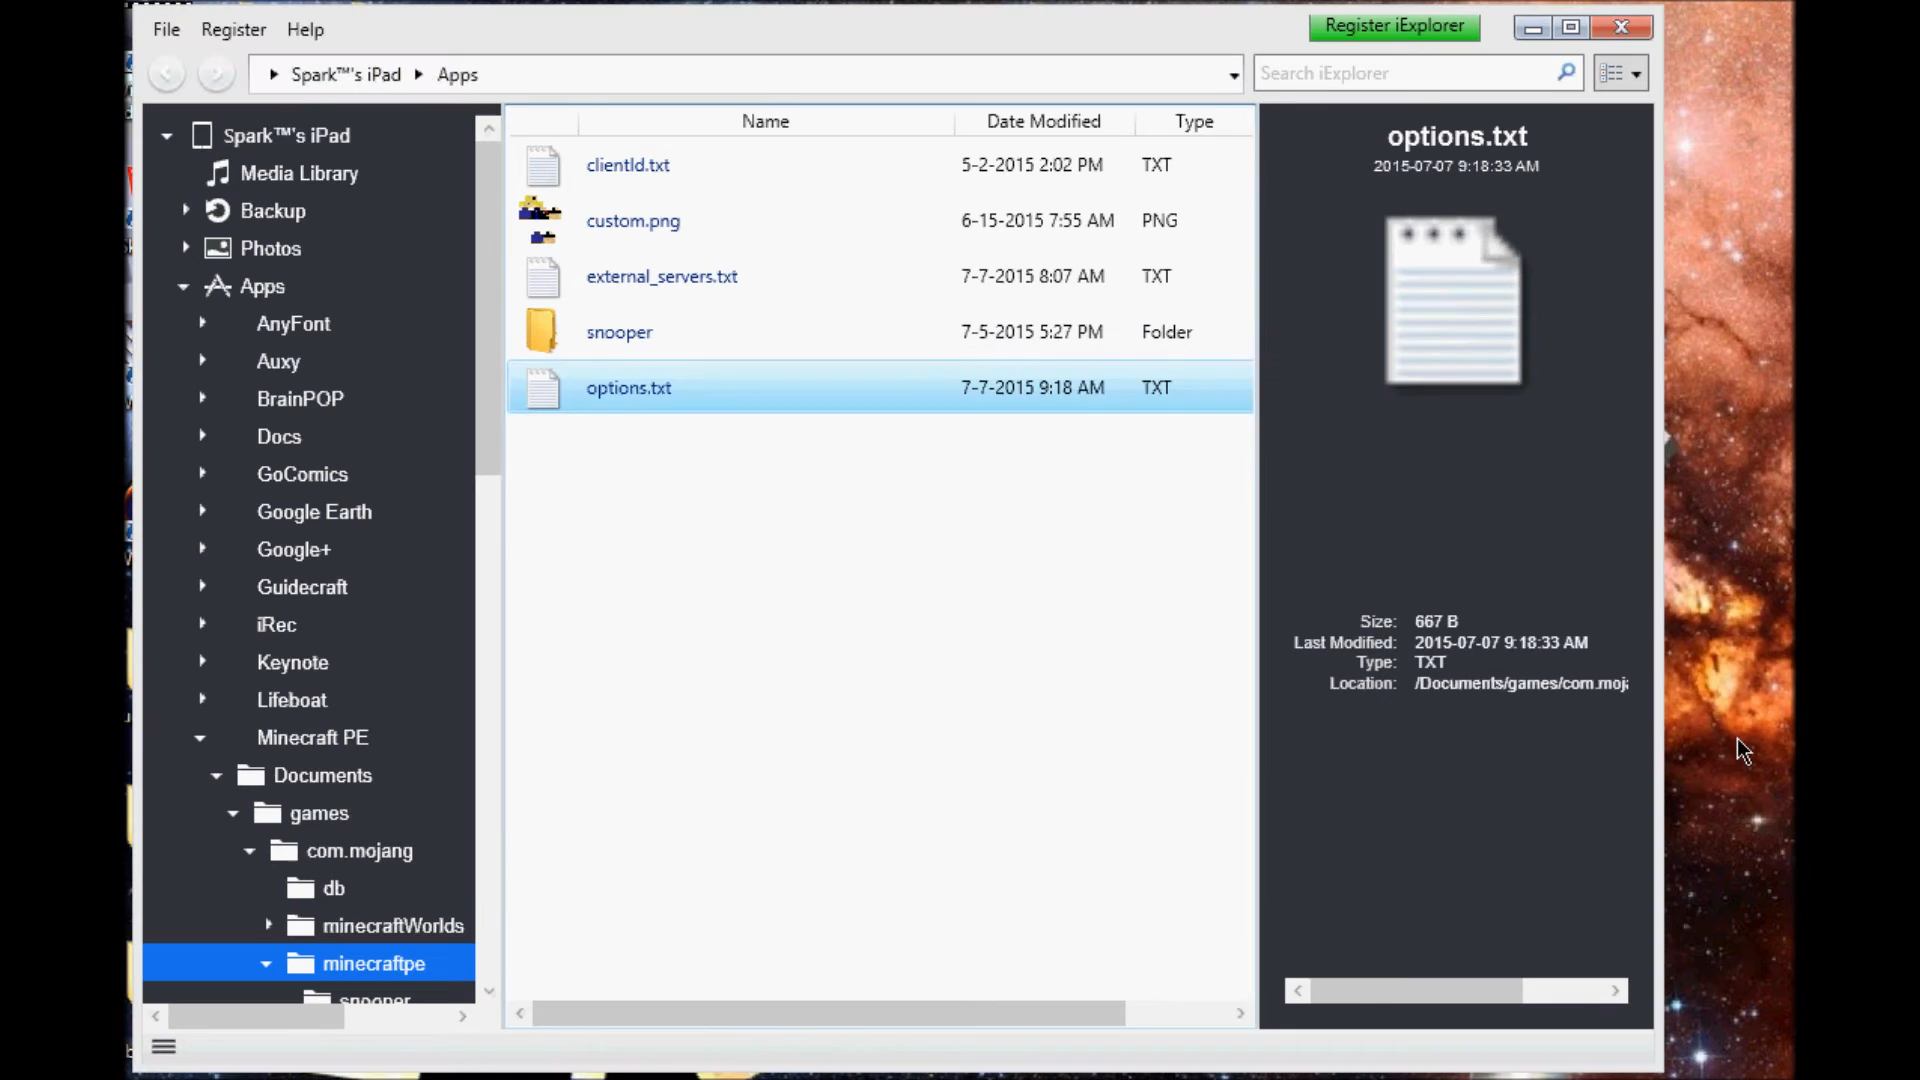 File Register Help
Register iExplorer
Spark™'s iPad Apps
Search iExplorer
Spark™'s iPad
Media Library
Backup
Photos
Apps
AnyFont
Auxy
BrainPOP
Docs
GoComics
Google Earth
Google+
Guidecraft
iRec
Keynote
Lifeboat
Minecraft PE
Documents
games
com.mojang
db
minecraftWorlds
minecraftpe
snooper
Name Date Modified Type
clientId.txt 5-2-2015 2:02 PM TXT
custom.png 6-15-2015 7:55 AM PNG
external_servers.txt 7-7-2015 8:07 AM TXT
snooper 7-5-2015 5:27 PM Folder
options.txt 7-7-2015 9:18 AM TXT
options.txt
2015-07-07 9:18:33 AM
Size: 667 B
Last Modified: 2015-07-07 9:18:33 AM
Type: TXT
Location: /Documents/games/com.moj